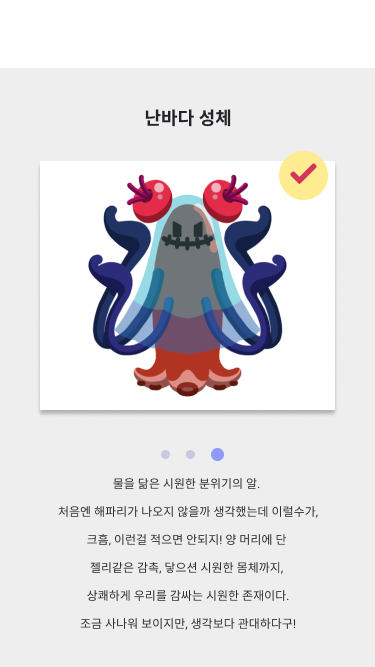 난바다 성체
물을 닮은 시원한 분위기의 알.
처음엔 해파리가 나오지 않을까 생각했는데 이럴수가,
크흠, 이런걸 적으면 안되지! 양 머리에 단
젤리같은 감촉, 닿으션 시원한 몸체까지,
상쾌하게 우리를 감싸는 시원한 존재이다.
조금 사나워 보이지만, 생각보다 관대하다구!